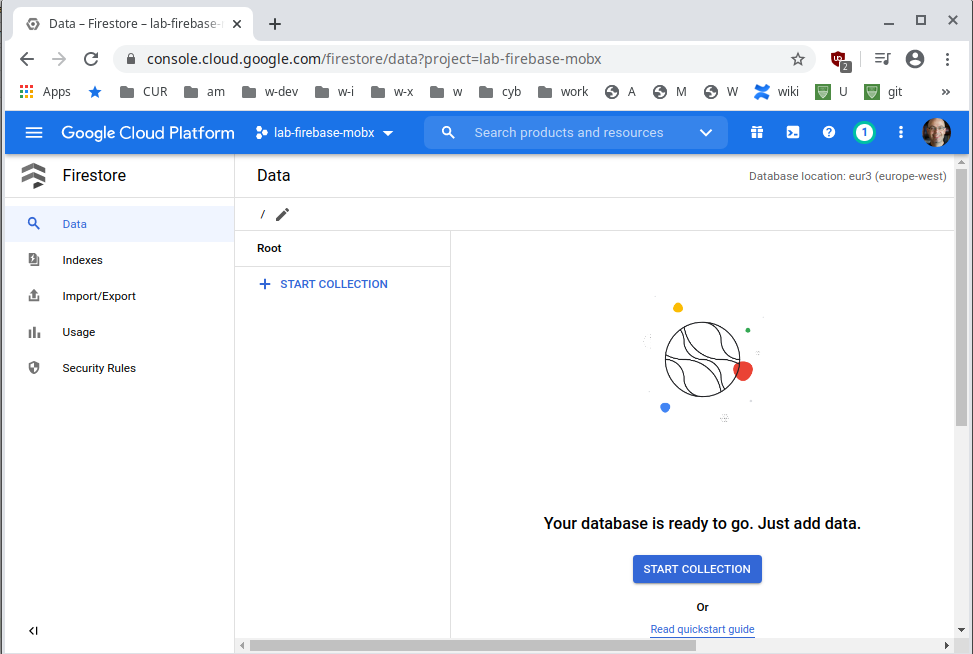 Data – Firestore – lab-firebase-
console.cloud.google.com/firestore/data?project=lab-firebase-mobx
2
Apps CUR am w-dev w-i w-x w cyb work A M W wiki U git »
Google Cloud Platform lab-firebase-mobx Search products and resources 1
Firestore
Data
Indexes
Import/Export
Usage
Security Rules
Data
Database location: eur3 (europe-west)
/
Root
+ START COLLECTION
Your database is ready to go. Just add data.
START COLLECTION
Or
Read quickstart guide